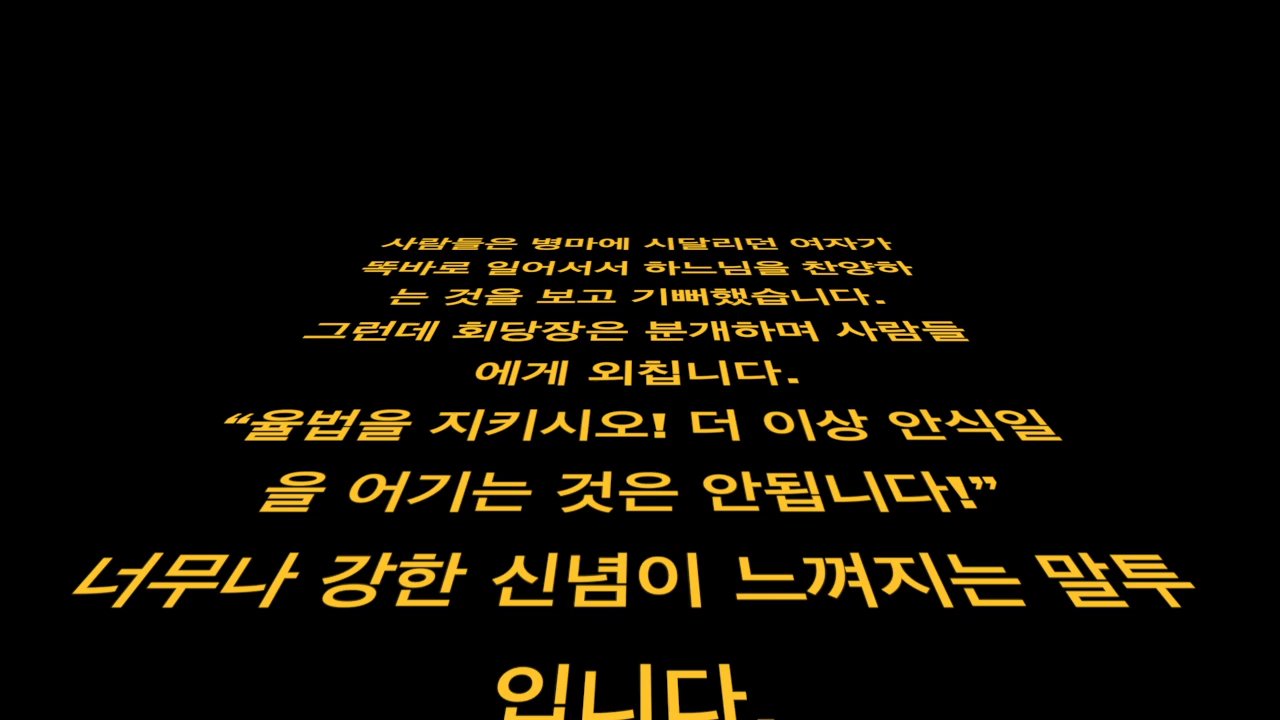 사람들은 병마에 시달리던 여자가
똑바로 일어서서 하느님을 찬양하
는 것을 보고 기뻐했습니다.
그런데 회당장은 분개하며 사람들
에게 외칩니다.
“율법을 지키시오! 더 이상 안식일
을 어기는 것은 안됩니다!”
너무나 강한 신념이 느껴지는 말투
입니다.